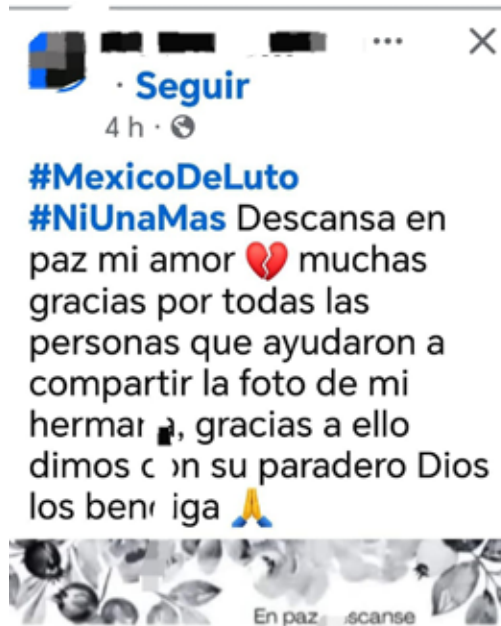 Seguir
4 h
#MexicoDeLuto
#NiUnaMas Descansa en
paz mi amor 💔 muchas
gracias por todas las
personas que ayudaron a
compartir la foto de mi
gracias a ello
dimos su paradero Dios
los 🙏
En paz